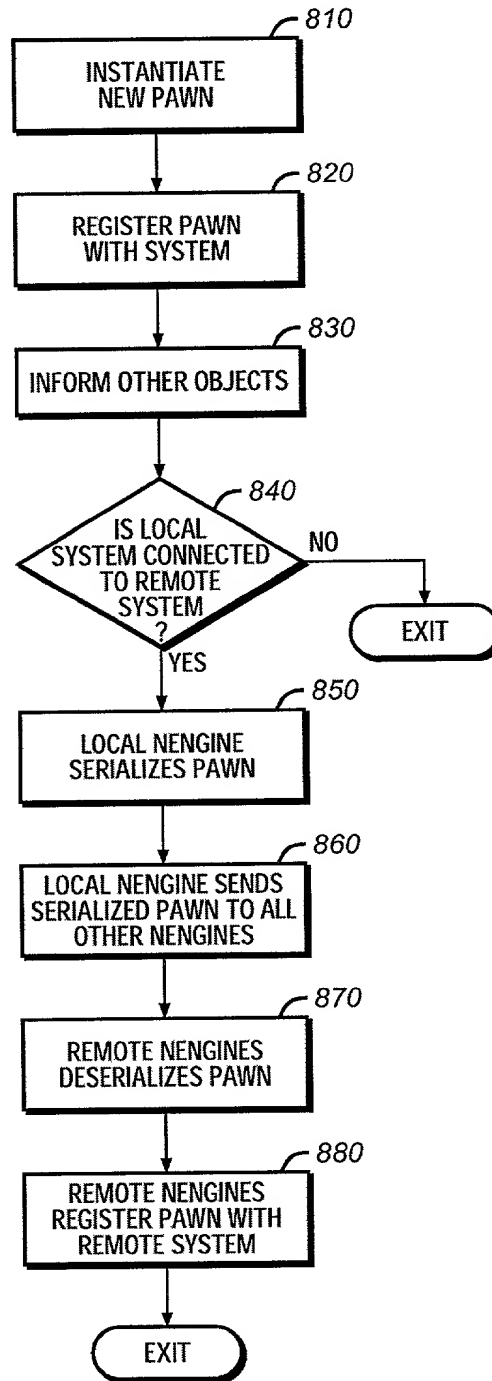 810
INSTANTIATE
NEW PAWN
820
REGISTER PAWN
WITH SYSTEM
830
INFORM OTHER OBJECTS
840
IS LOCAL
SYSTEM CONNECTED
TO REMOTE
SYSTEM
?
NO
EXIT
YES
850
LOCAL NENGINE
SERIALIZES PAWN
860
LOCAL NENGINE SENDS
SERIALIZED PAWN TO ALL
OTHER NENGINES
870
REMOTE NENGINES
DESERIALIZES PAWN
880
REMOTE NENGINES
REGISTER PAWN WITH
REMOTE SYSTEM
EXIT